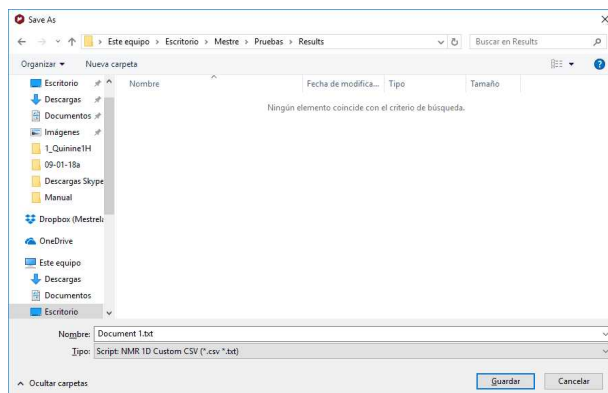 Save As
Este equipo > Escritorio > Mestre > Pruebas > Results
Buscar en Results
Organizar
Nueva carpeta
Nombre
Fecha de modifica...
Tipo
Tamaño
Ningún elemento coincide con el criterio de búsqueda.
Escritorio
Descargas
Documentos
Imágenes
1_Quinine1H
09-01-18a
Descargas Skype
Manual
Dropbox (Mestrela
OneDrive
Este equipo
Descargas
Documentos
Escritorio
Nombre: Document 1.txt
Tipo: Script: NMR 1D Custom CSV (*.csv *.txt)
Ocultar carpetas
Guardar
Cancelar